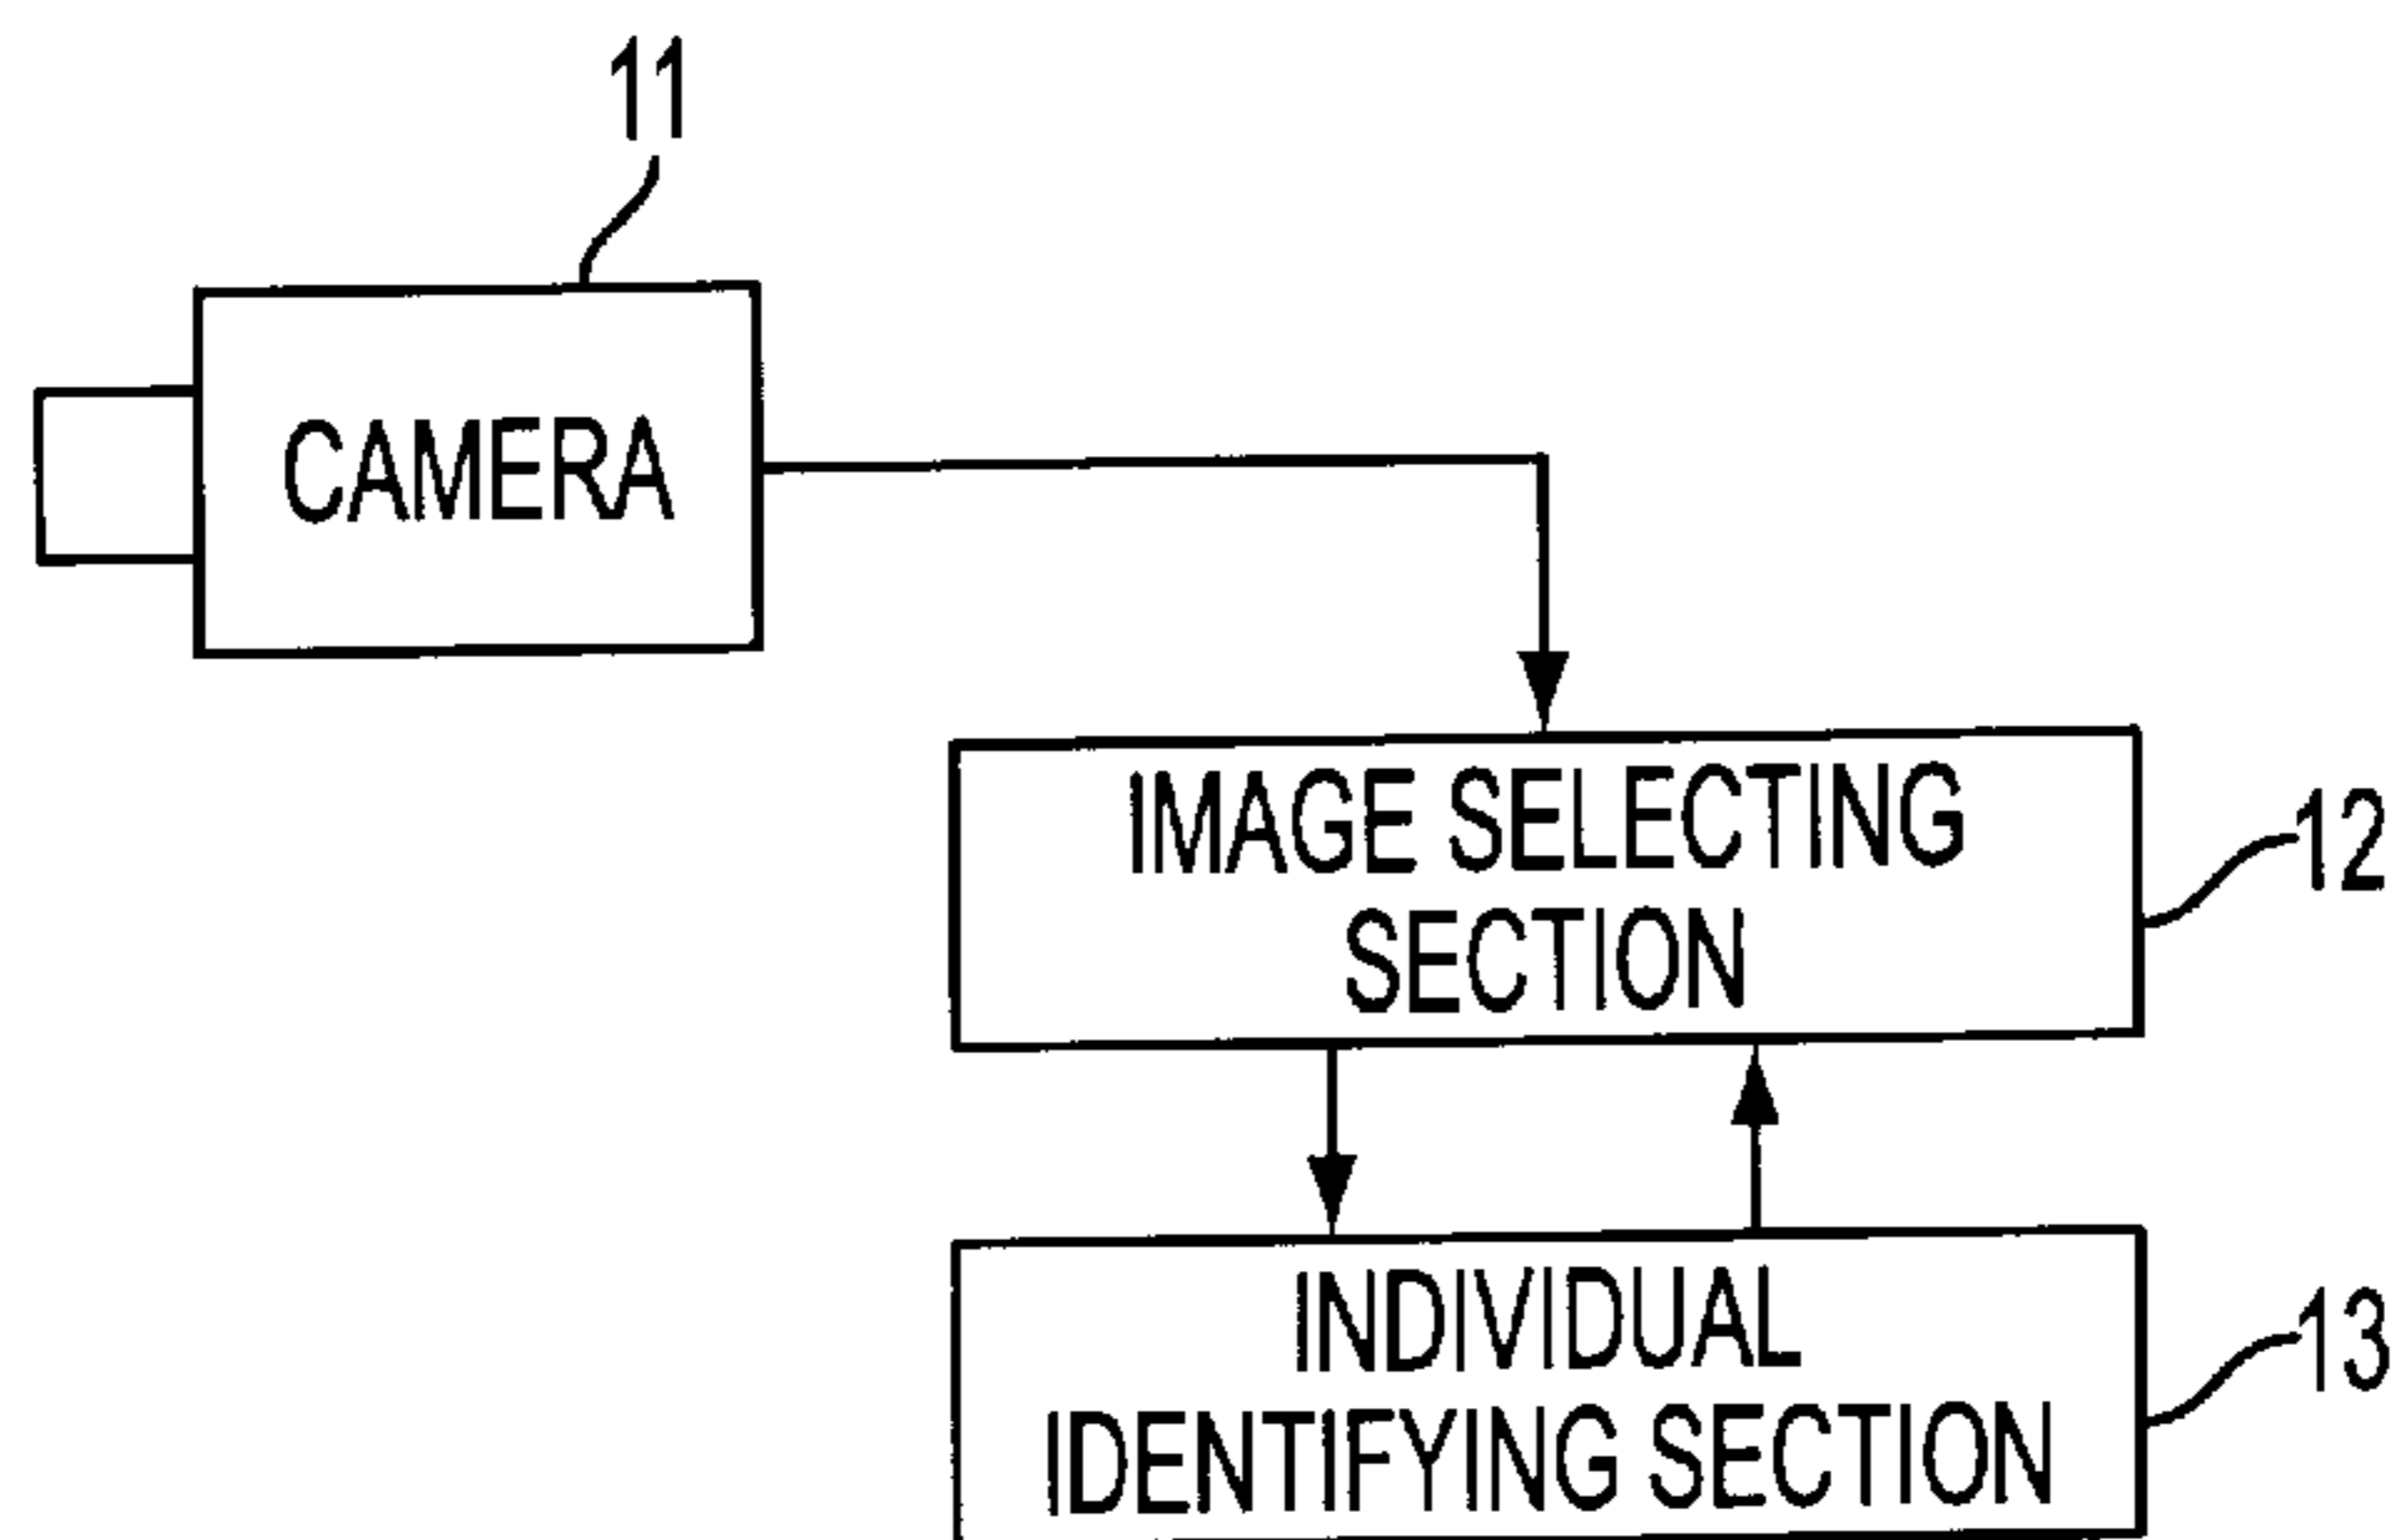 11
CAMERA
IMAGE SELECTING
SECTION
12
INDIVIDUAL
IDENTIFYING SECTION
13